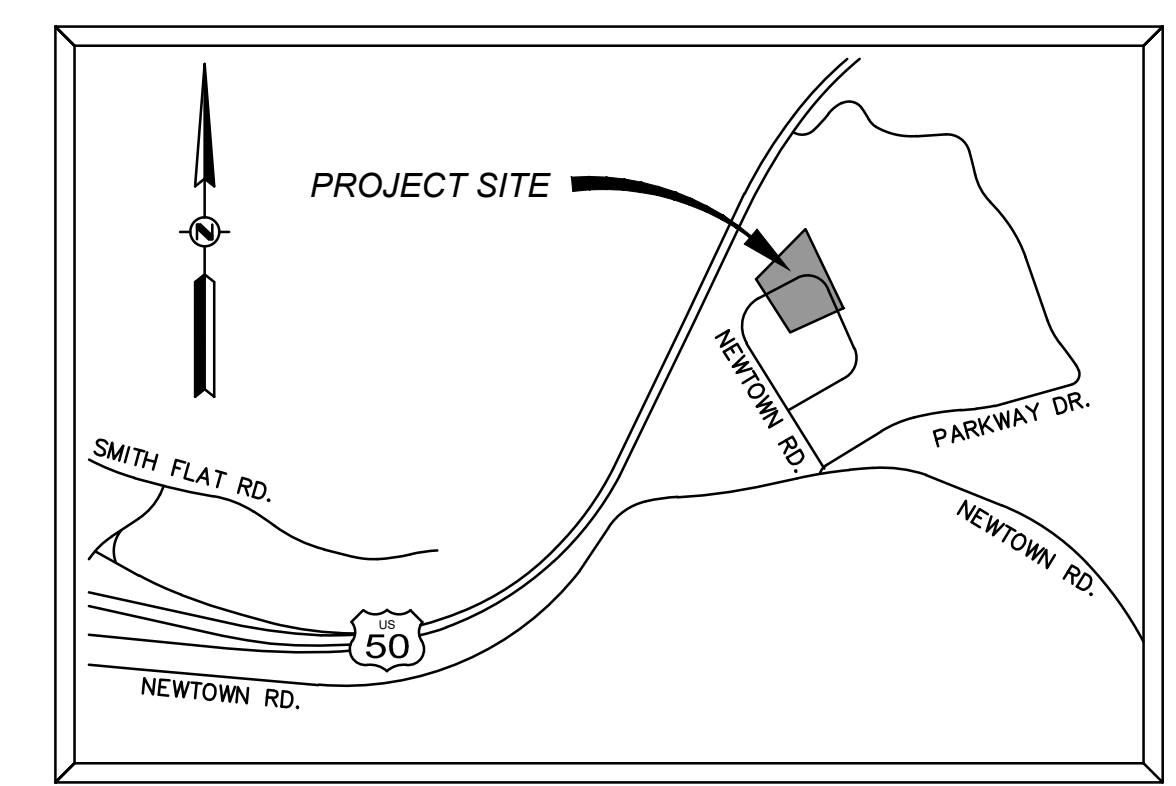 PROJECT SITE
N
NEWTOWN RD.
PARKWAY DR.
SMITH FLAT RD.
NEWTOWN RD.
US
50
NEWTOWN RD.